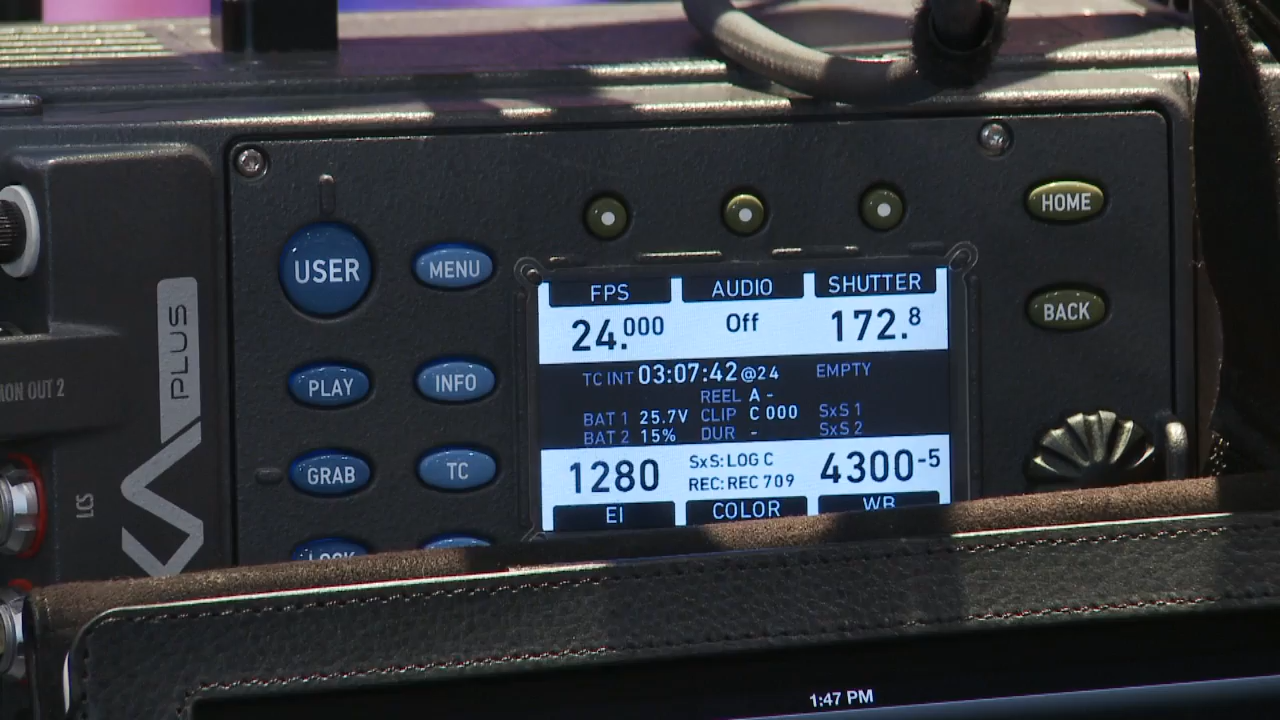 HOME
USER
MENU
FPS AUDIO SHUTTER
BACK
24.000 Off 172.8
PLUS
PLAY INFO
TC INT 03:07:42@24 EMPTY
REEL A -
BAT 1 25.7V CLIP C 000 SxS 1
BAT 2 15% DUR - SxS 2
ON OUT 2
GRAB TC
1280 SxS:LOG C 4300-5
REC:REC 709
EI COLOR WB
LCS
LOCK
1:47 PM